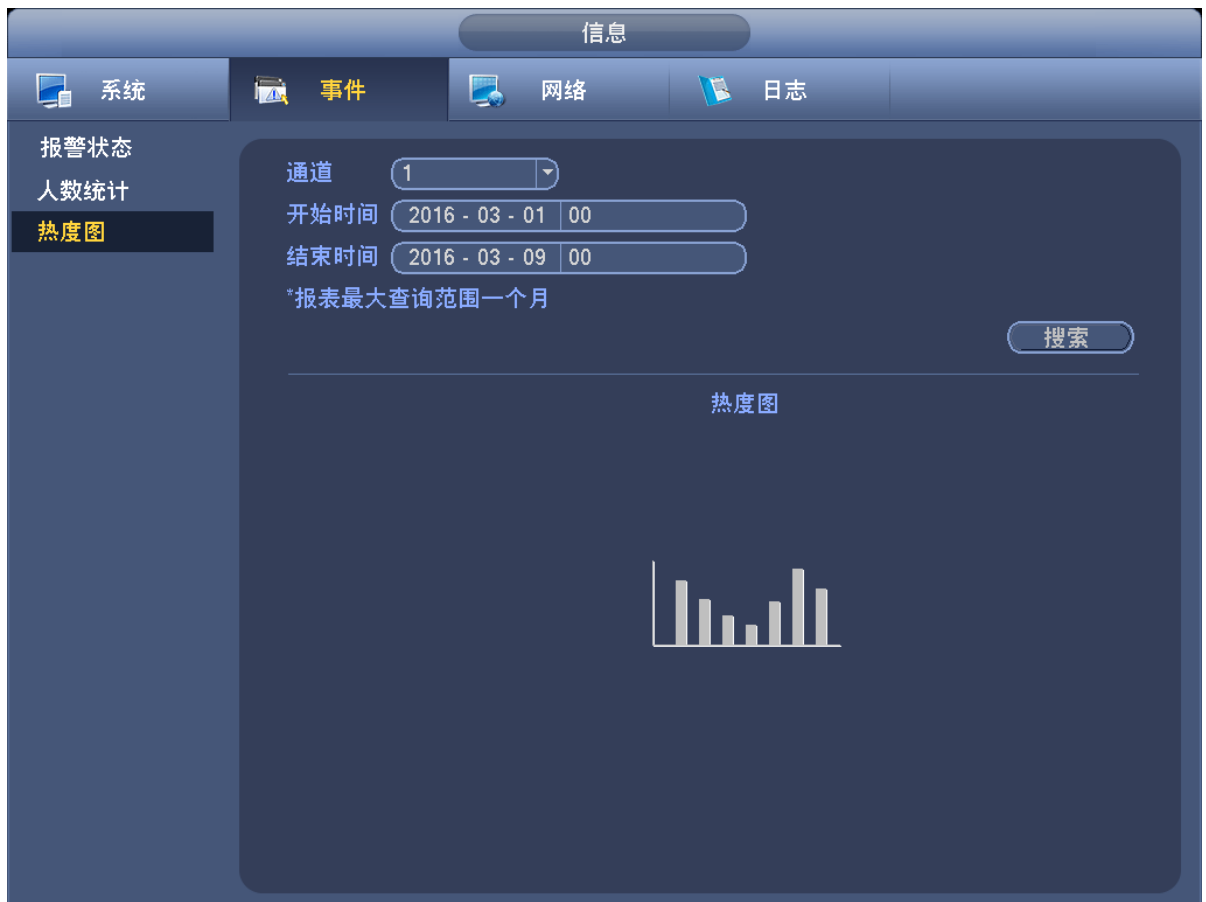 信息
系统 事件 网络 日志
报警状态
人数统计
热度图
通道 1
开始时间 2016 - 03 - 01 00
结束时间 2016 - 03 - 09 00
*报表最大查询范围一个月
搜索
热度图